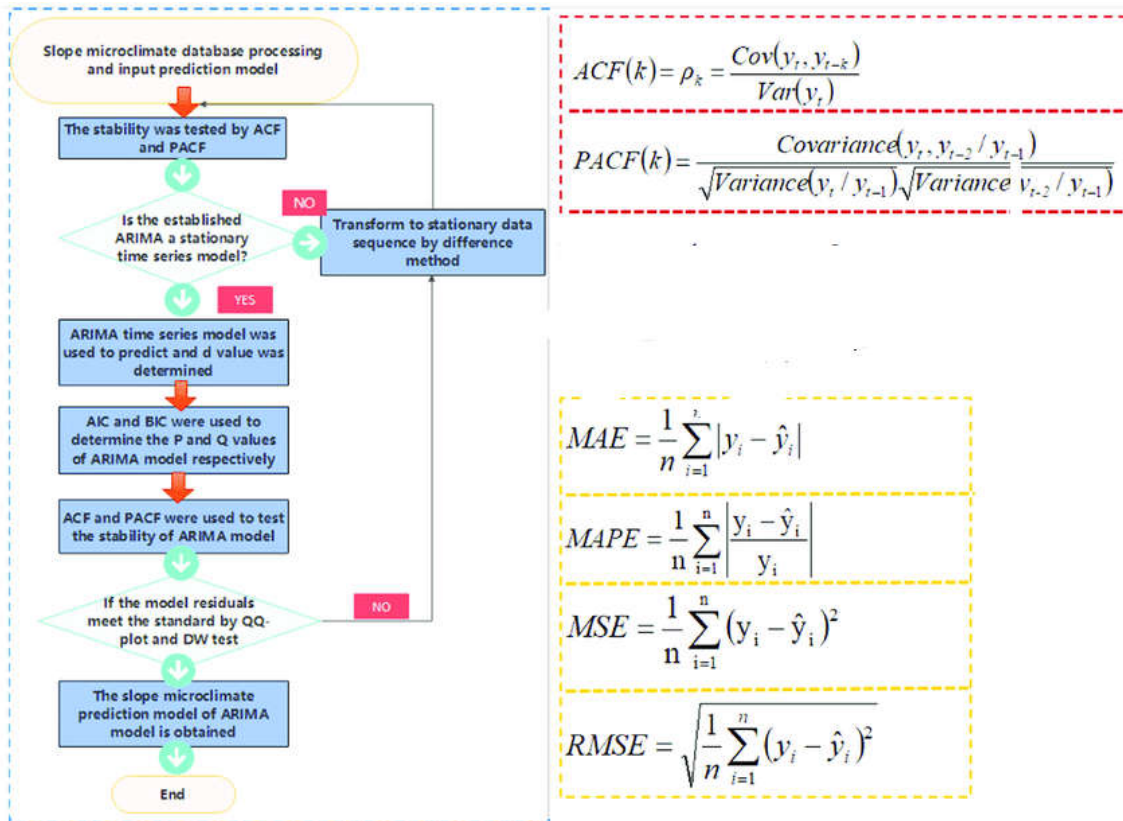 Slope microclimate database processing
and input prediction model
The stability was tested by ACF
and PACF
Is the established
ARIMA a stationary
time series model?
NO
Transform to stationary data
sequence by difference
method
YES
ARIMA time series model was
used to predict and d value was
determined
AIC and BIC were used to
determine the P and Q values
of ARIMA model respectively
ACF and PACF were used to test
the stability of ARIMA model
If the model residuals
meet the standard by QQ-
plot and DW test
NO
The slope microclimate
prediction model of ARIMA
model is obtained
End
ACF(k) = ρ_k = Cov(y_t, y_{t-k}) / Var(y_t)
PACF(k) = Covariance(y_t, y_{t-2} / y_{t-1}) / √Variance(y_t / y_{t-1}) √Variance y_{t-2} / y_{t-1})
MAE = 1/n ∑_{i=1} |y_i − ŷ_i|
MAPE = 1/n ∑_{i=1}^{n} |(y_i − ŷ_i) / y_i|
MSE = 1/n ∑_{i=1}^{n} (y_i − ŷ_i)²
RMSE = √(1/n ∑_{i=1}^{n} (y_i − ŷ_i)²)